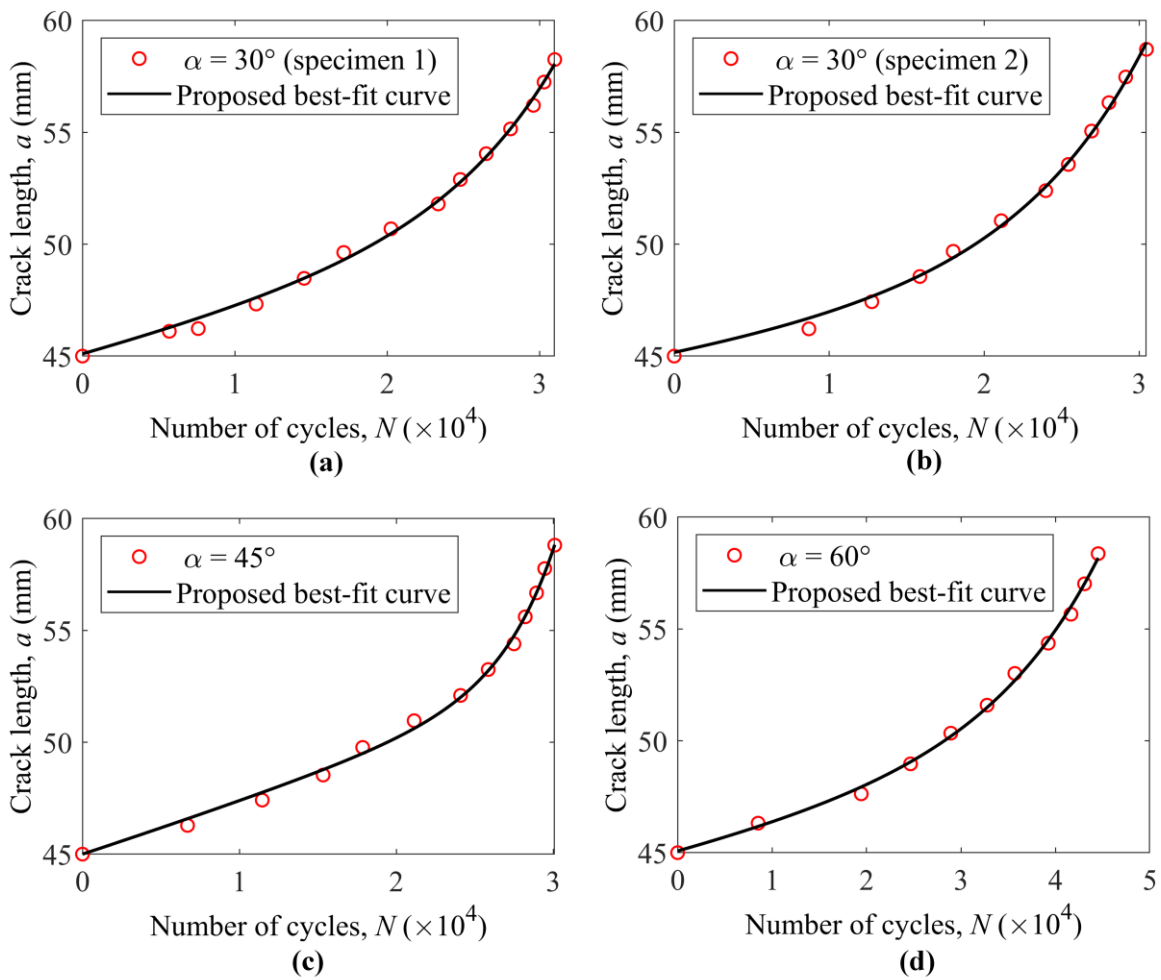 60
55
50
45
Crack length, a (mm)
α = 30° (specimen 1)
Proposed best-fit curve
0 1 2 3
Number of cycles, N (×10⁴)
(a)
60
55
50
45
Crack length, a (mm)
α = 30° (specimen 2)
Proposed best-fit curve
0 1 2 3
Number of cycles, N (×10⁴)
(b)
60
55
50
45
Crack length, a (mm)
α = 45°
Proposed best-fit curve
0 1 2 3
Number of cycles, N (×10⁴)
(c)
60
55
50
45
Crack length, a (mm)
α = 60°
Proposed best-fit curve
0 1 2 3 4 5
Number of cycles, N (×10⁴)
(d)